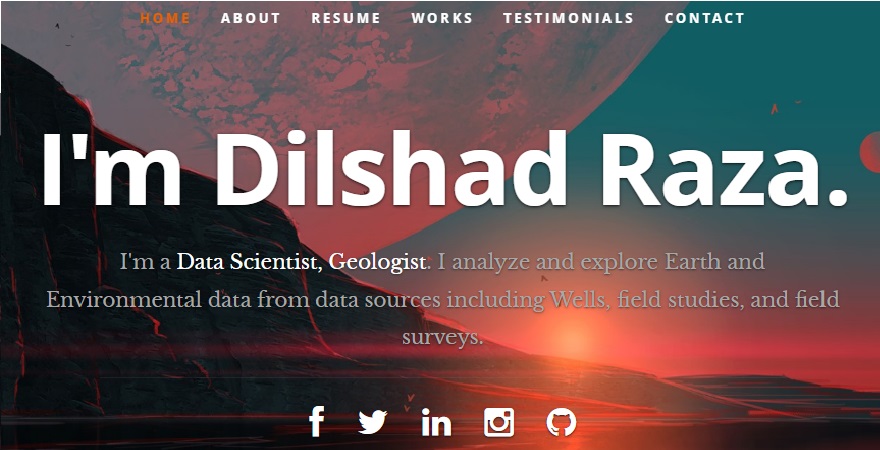 HOME ABOUT RESUME WORKS TESTIMONIALS CONTACT
I'm Dilshad Raza.
I'm a Data Scientist, Geologist. I analyze and explore Earth and
Environmental data from data sources including Wells, field studies, and field
surveys.